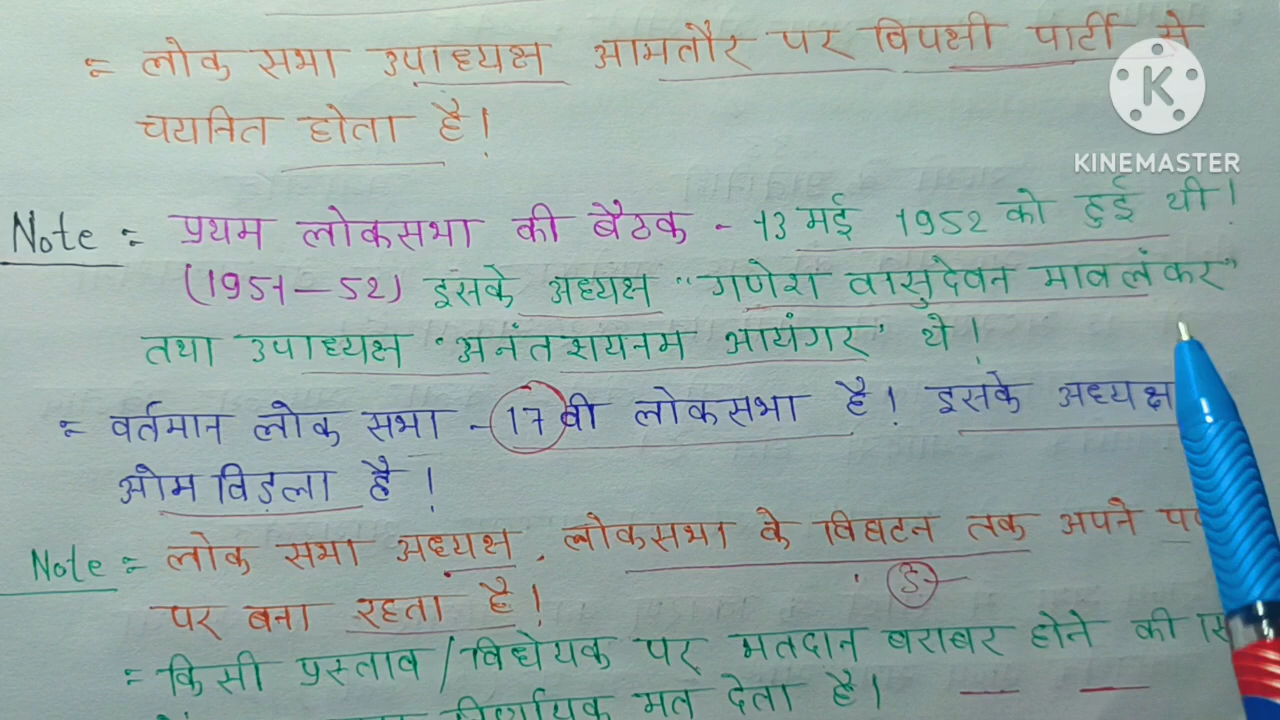 = लोक सभा उपाध्यक्ष आमतौर पर विपक्षी पार्टी से
चयनित होता है!
KINEMASTER
Note = प्रथम लोकसभा की बैठक - 13 मई 1952 को हुई थी!
(1951-52) इसके अध्यक्ष "गणेश वासुदेवन मावलंकर"
तथा उपाध्यक्ष "अनंतशयनम आयंगर" थे!
= वर्तमान लोक सभा - 17 वी लोकसभा है! इसके अध्यक्ष
ओम विड़ला है!
Note = लोक सभा अध्यक्ष, लोकसभा के विघटन तक अपने
पर बना रहता है!
5
= किसी प्रस्ताव/विधेयक पर मतदान बराबर होने की
निर्णायक मत देता है।